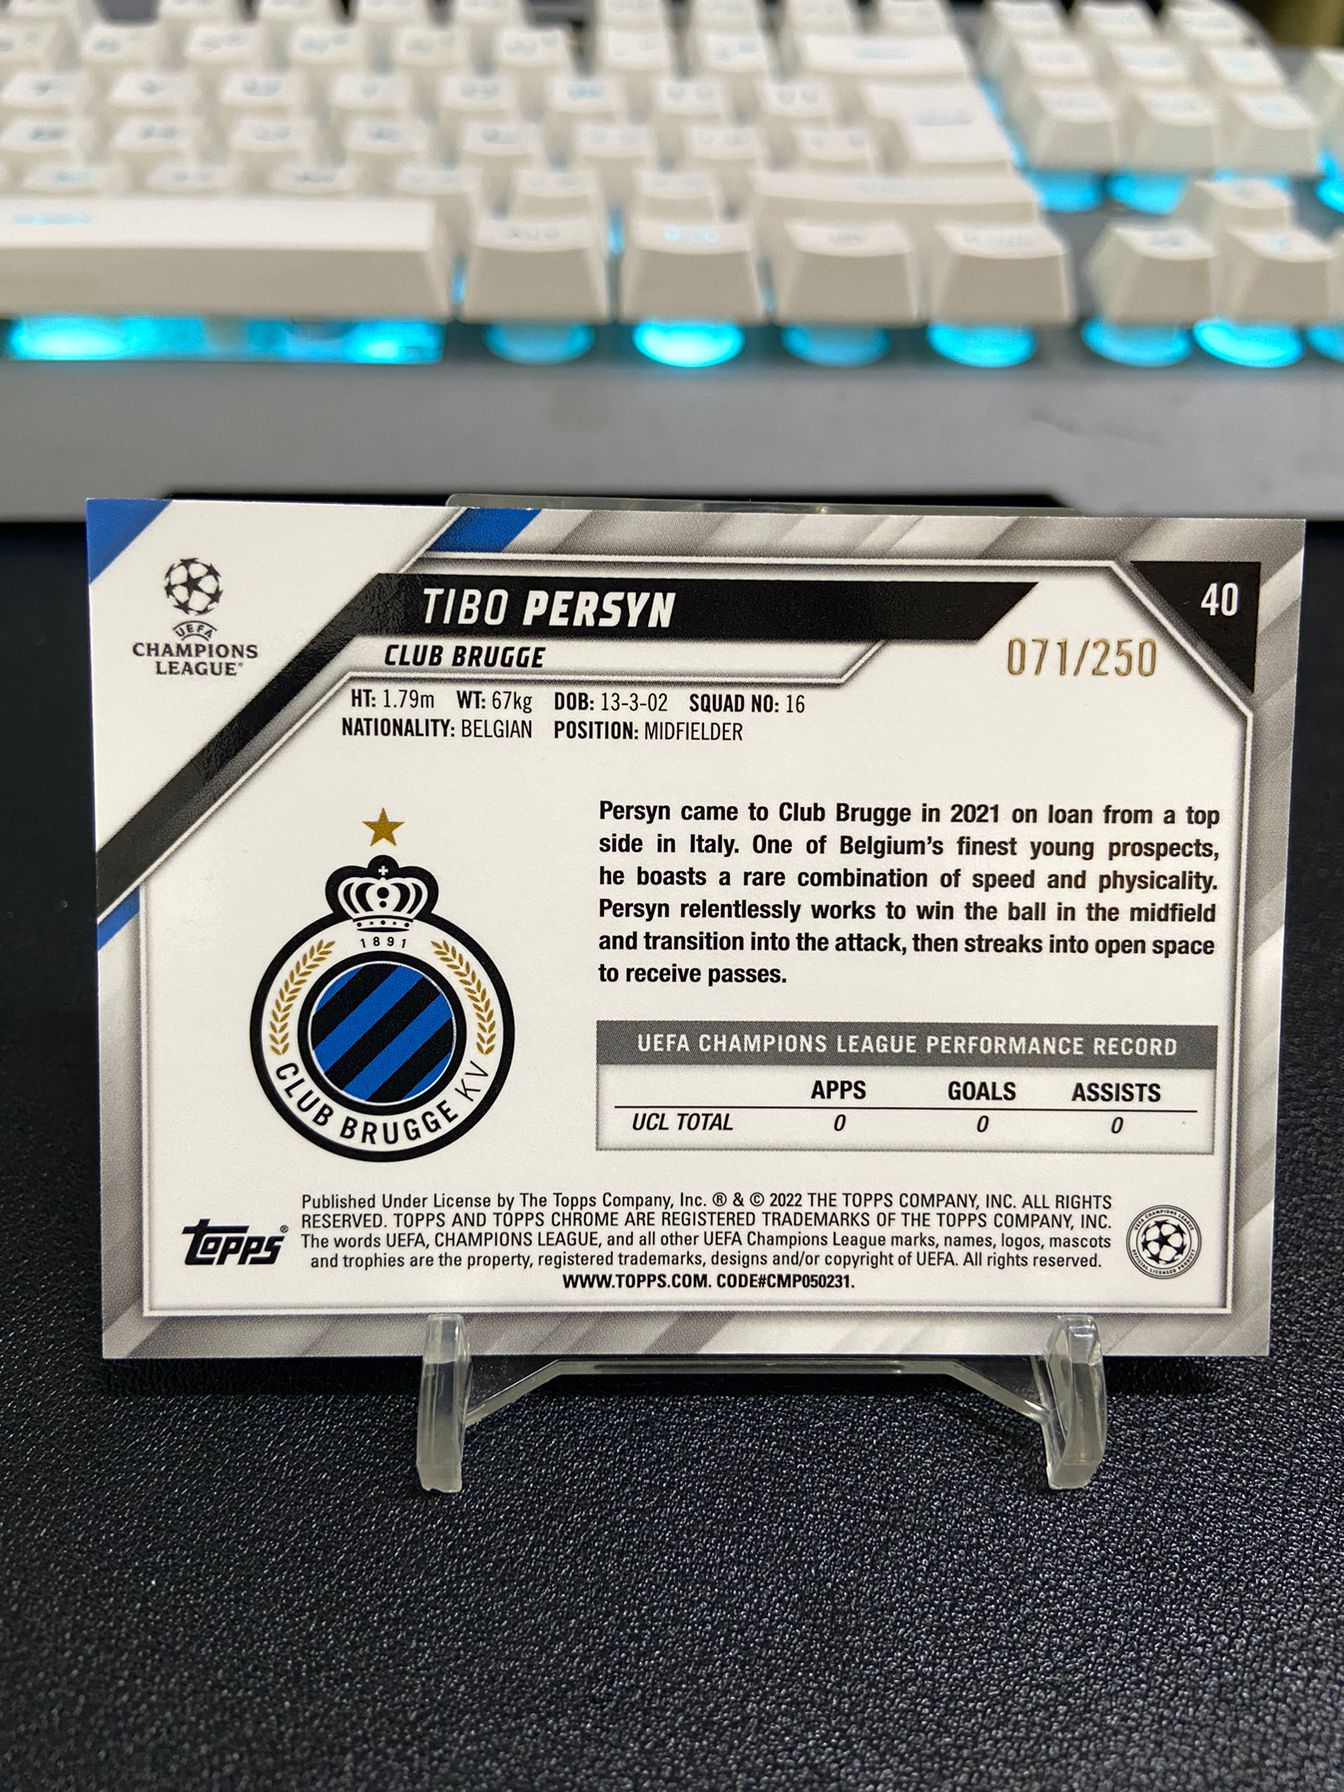 UEFA
CHAMPIONS
LEAGUE®
TIBO PERSYN
40
CLUB BRUGGE
071/250
HT: 1.79m WT: 67kg DOB: 13-3-02 SQUAD NO: 16
NATIONALITY: BELGIAN POSITION: MIDFIELDER
Persyn came to Club Brugge in 2021 on loan from a top
side in Italy. One of Belgium's finest young prospects,
he boasts a rare combination of speed and physicality.
Persyn relentlessly works to win the ball in the midfield
and transition into the attack, then streaks into open space
to receive passes.
1891
CLUB BRUGGE KV
UEFA CHAMPIONS LEAGUE PERFORMANCE RECORD
APPS GOALS ASSISTS
UCL TOTAL 0 0 0
topps®
Published Under License by The Topps Company, Inc. ® & © 2022 THE TOPPS COMPANY, INC. ALL RIGHTS
RESERVED. TOPPS AND TOPPS CHROME ARE REGISTERED TRADEMARKS OF THE TOPPS COMPANY, INC.
The words UEFA, CHAMPIONS LEAGUE, and all other UEFA Champions League marks, names, logos, mascots
and trophies are the property, registered trademarks, designs and/or copyright of UEFA. All rights reserved.
WWW.TOPPS.COM. CODE#CMP050231.
UEFA CHAMPIONS LEAGUE
OFFICIAL LICENSED PRODUCT